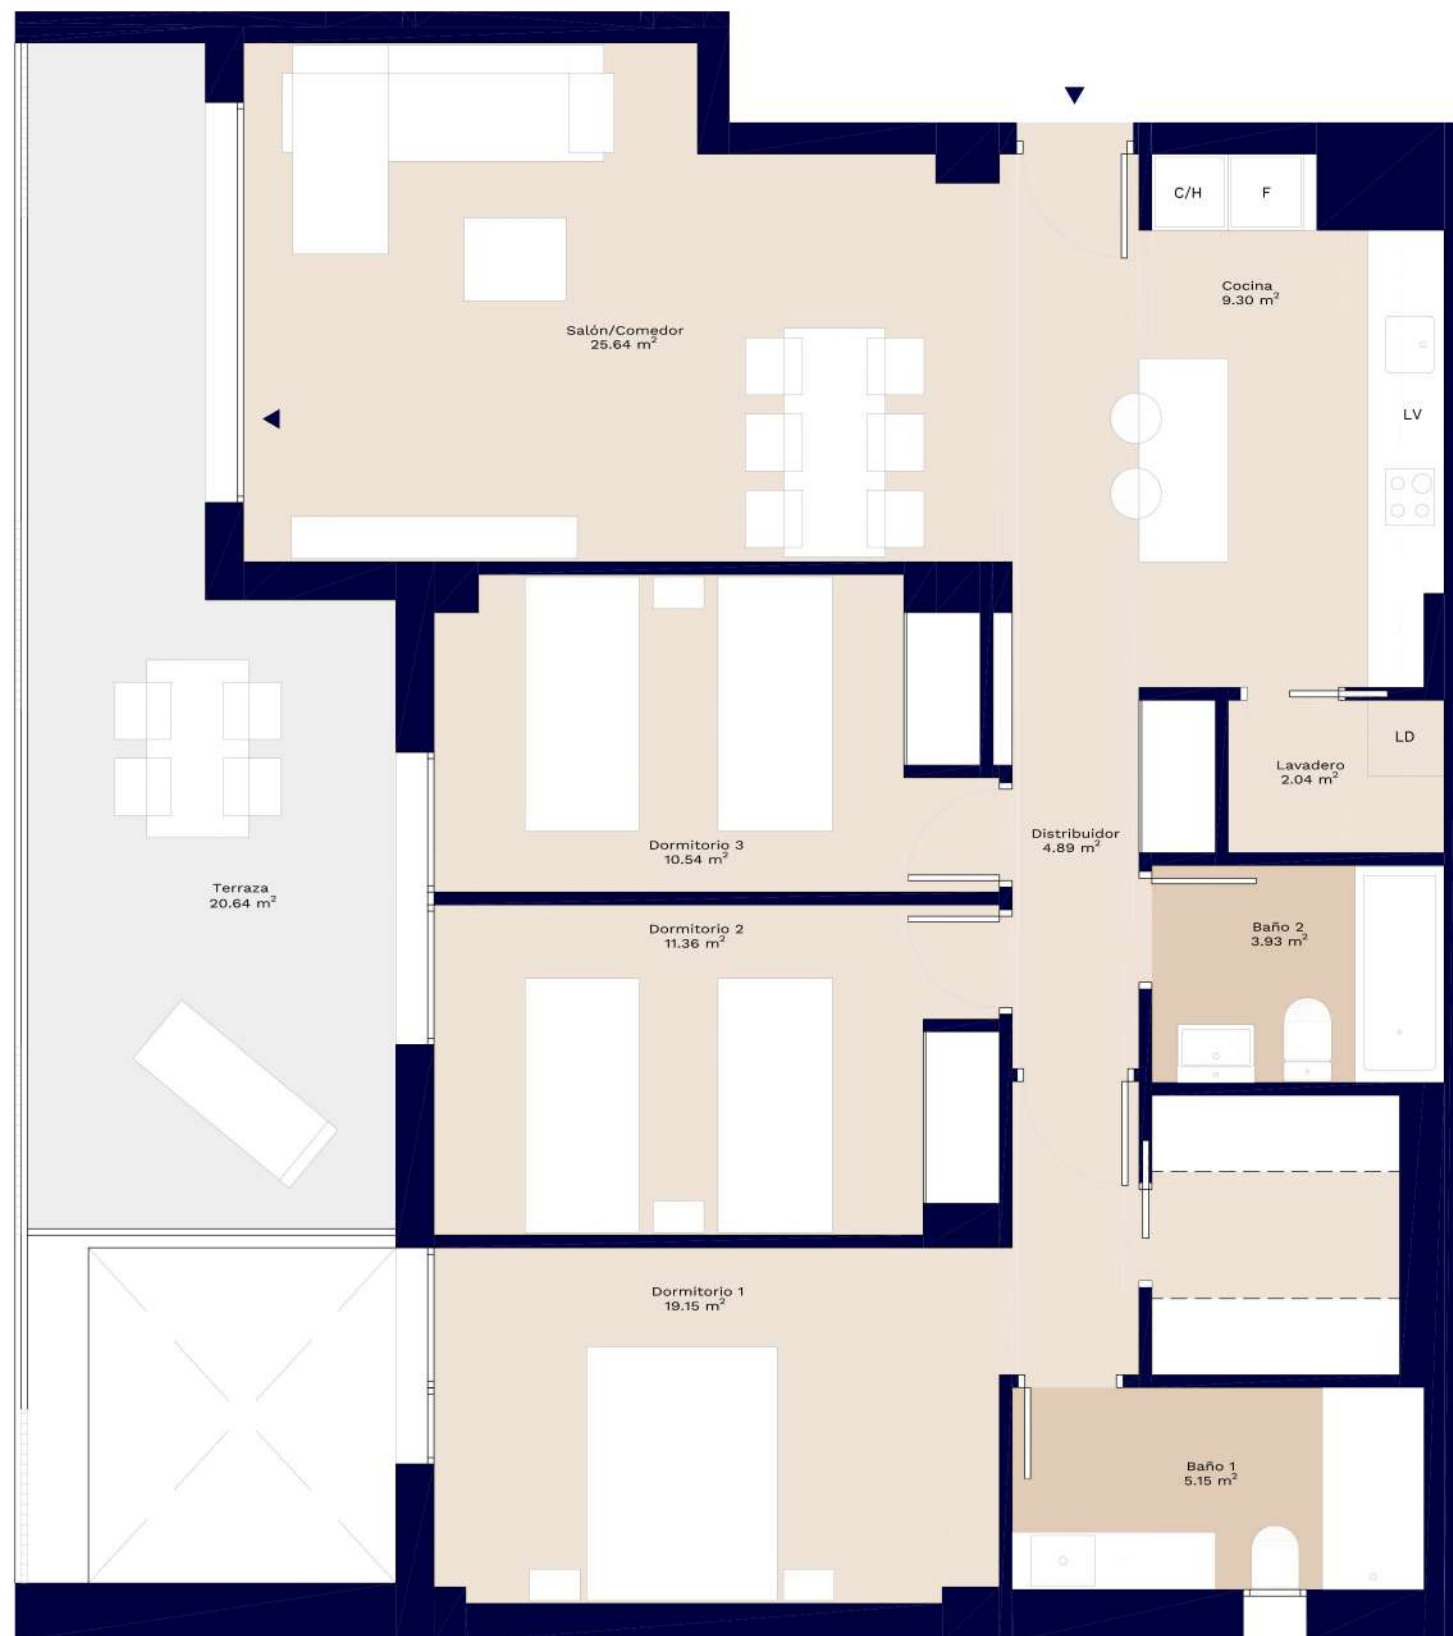 C/H
F
Cocina
9.30 m²
Salón/Comedor
25.64 m²
LV
LD
Lavadero
2.04 m²
Distribuidor
4.89 m²
Dormitorio 3
10.54 m²
Terraza
20.64 m²
Dormitorio 2
11.36 m²
Baño 2
3.93 m²
Dormitorio 1
19.15 m²
Baño 1
5.15 m²